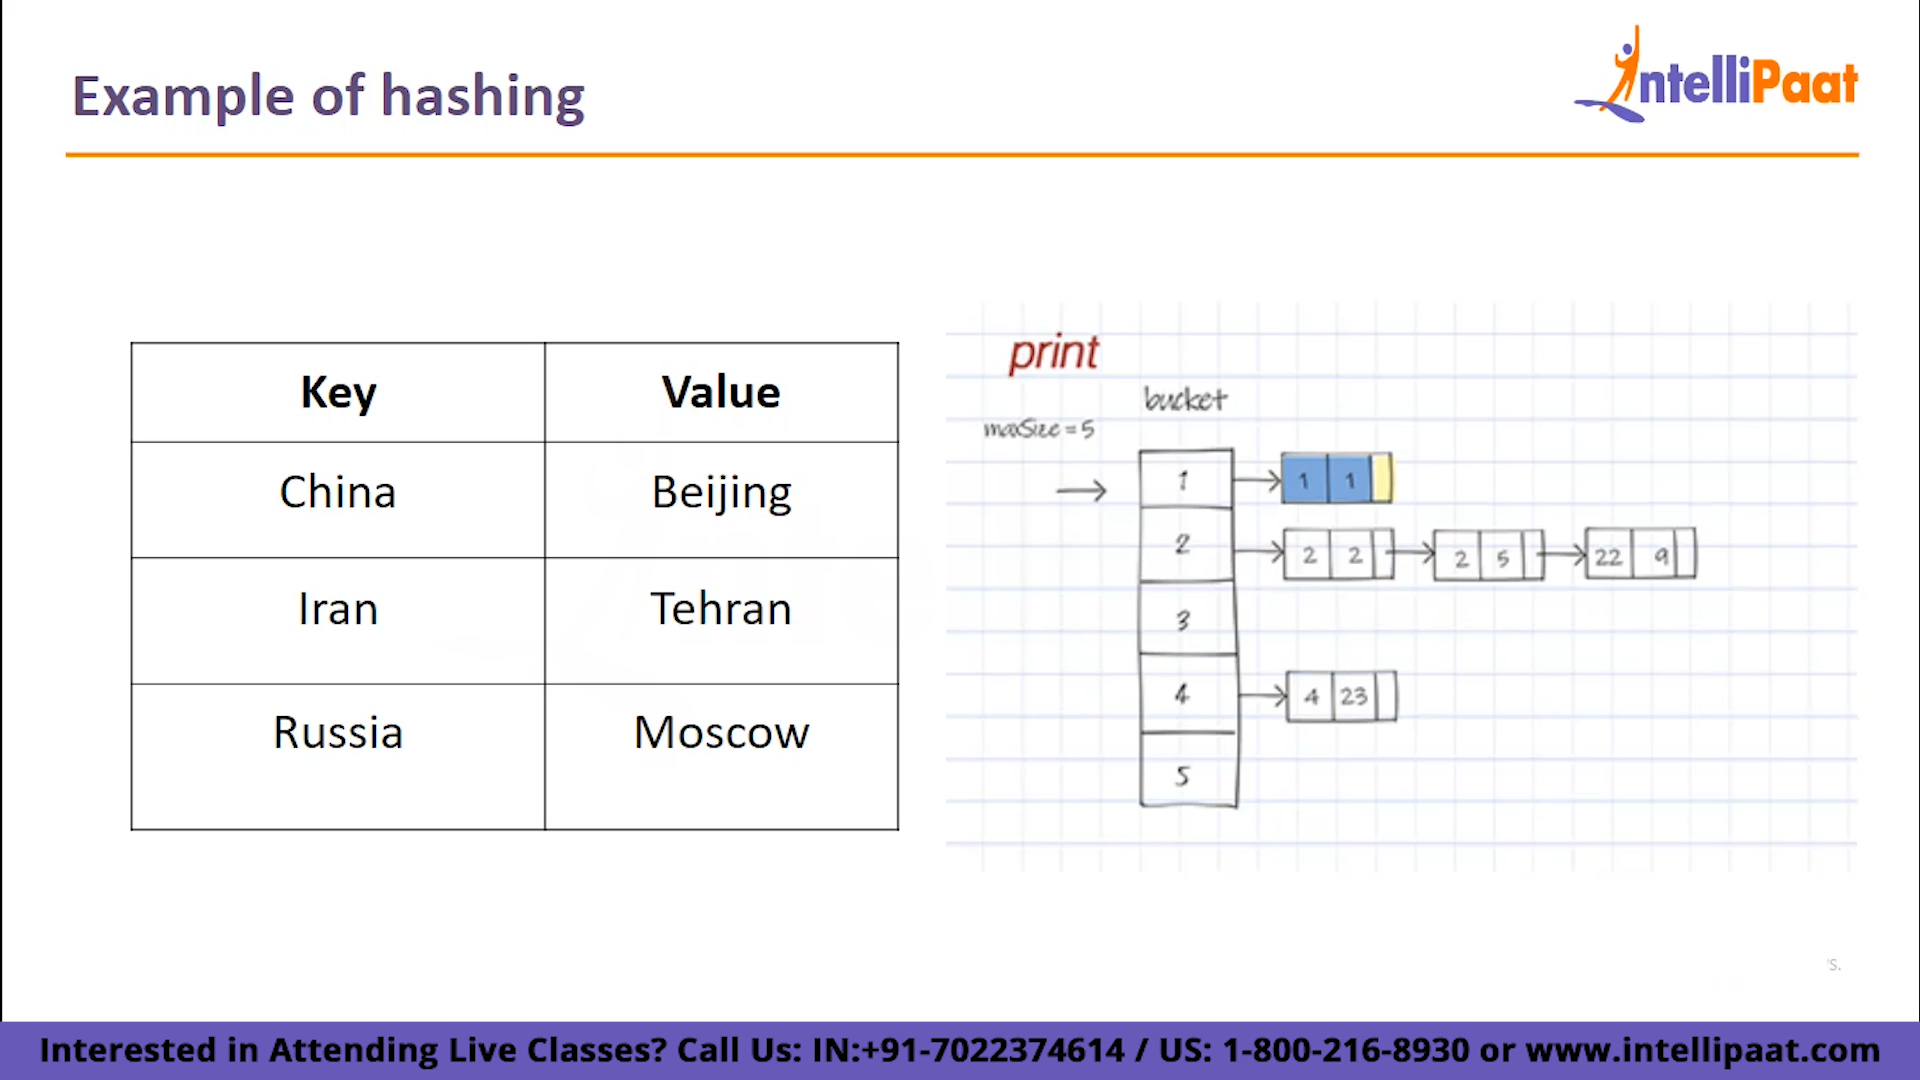 Example of hashing
IntelliPaat
Key Value
China Beijing
Iran Tehran
Russia Moscow
print
bucket
maxSize = 5
1 1 1
2 2 2 2 5 22 9
3
4 4 23
5
's.
Interested in Attending Live Classes? Call Us: IN:+91-7022374614 / US: 1-800-216-8930 or www.intellipaat.com